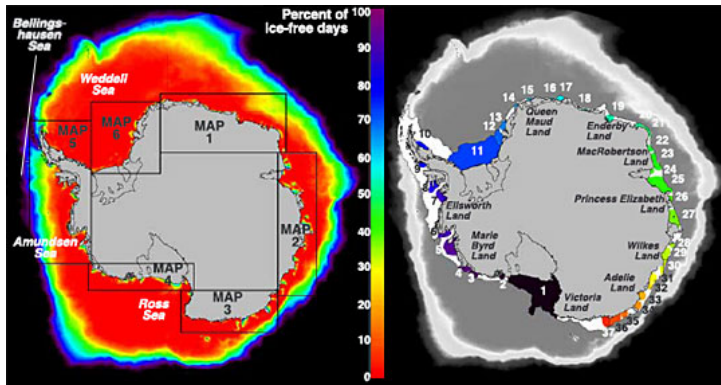 Bellings-
hausen
Sea
Percent of
ice-free days
100
90
80
70
60
50
40
30
20
10
0
Weddell
Sea
MAP
5
MAP
6
MAP
1
MAP
2
Amundsen
Sea
MAP
4
MAP
3
Ross
Sea
14
15
16
17
18
19
21
13
12
Queen
Maud
Land
Enderby
Land
22
10
11
MacRobertson
Land
23
24
25
9
7
Ellsworth
Land
Princess Elizabeth
Land
26
27
6
5
Marie
Byrd
Land
Wilkes
Land
28
29
30
4
3
2
1
Adelie
Land
31
32
33
Victoria
Land
35
36
37